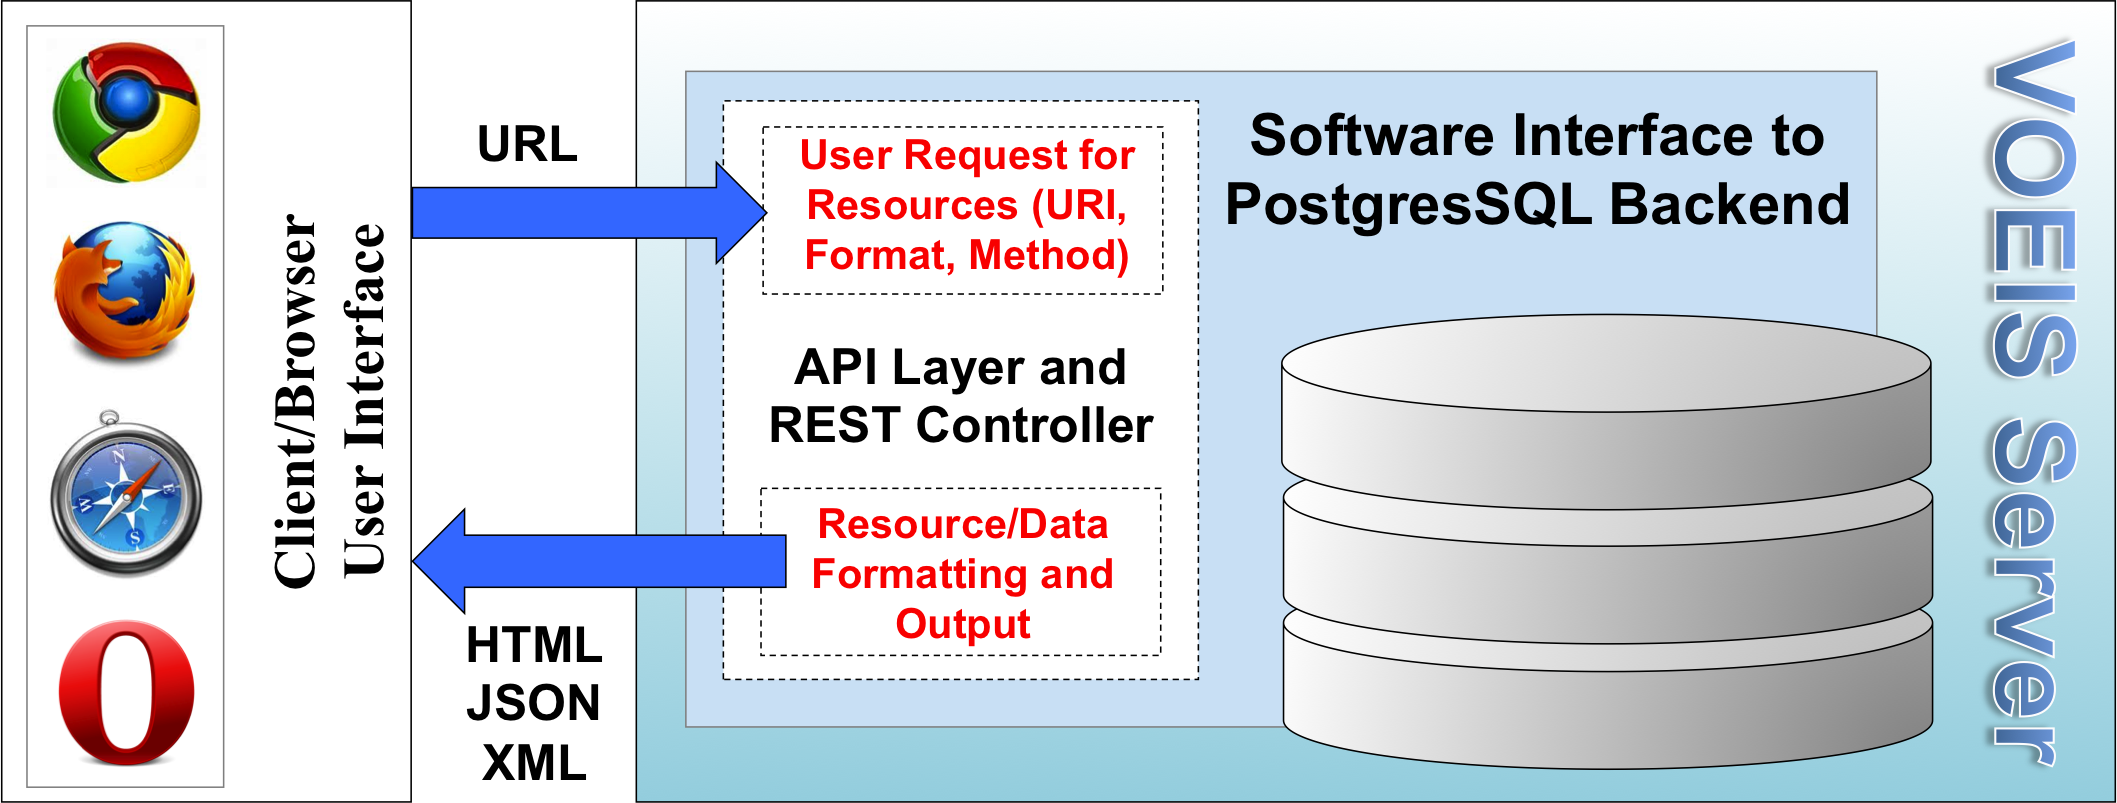 Client/Browser
User Interface
URL
HTML
JSON
XML
User Request for
Resources (URI,
Format, Method)
API Layer and
REST Controller
Resource/Data
Formatting and
Output
Software Interface to
PostgresSQL Backend
VOEIS Server
N
E
S
W